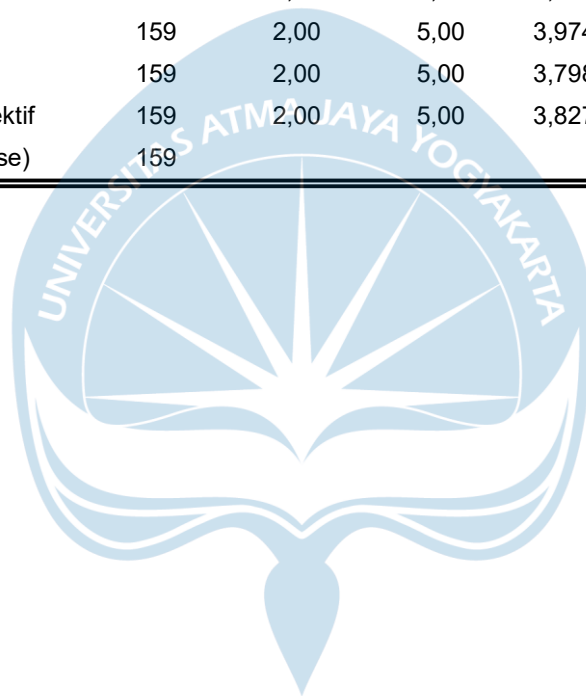 159 2,00 5,00 3,974
159 2,00 5,00 3,798
ektif 159 2,00 5,00 3,827
se) 159
UNIVERSITAS ATMA JAYA YOGYAKARTA